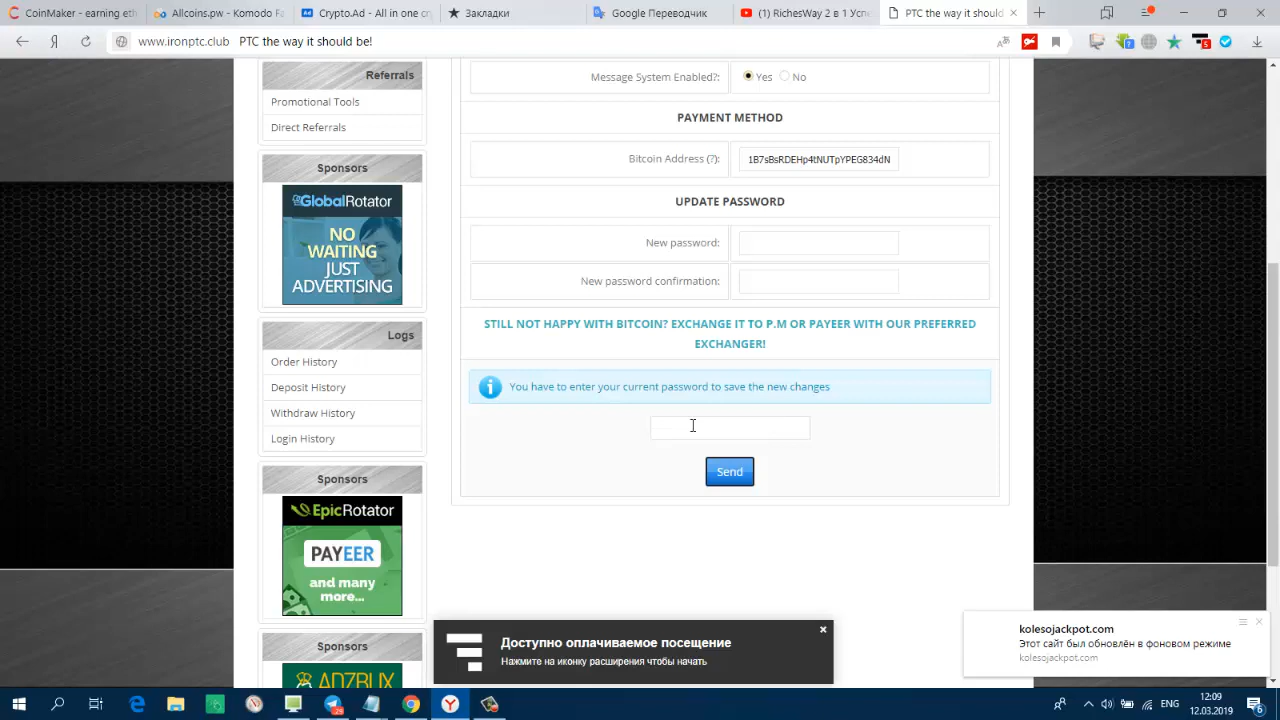 CoinMaker - earning eth
Allcoins.pw - Komodo Fa
SponsorAd - All in one cr
Закладки
Google Переводчик
(1) RichesWay 2 в 1 Успе
PTC the way it should
www.ironptc.club PTC the way it should be!
Referrals
Promotional Tools
Direct Referrals
Sponsors
GlobalRotator
NO
WAITING
JUST
ADVERTISING
Logs
Order History
Deposit History
Withdraw History
Login History
Sponsors
EpicRotator
PAYEER
and many
more...
Sponsors
ADZBUX
Message System Enabled?: Yes No
PAYMENT METHOD
Bitcoin Address (?): 1B7sBsRDEHp4tNUTpYPEG834dN
UPDATE PASSWORD
New password:
New password confirmation:
STILL NOT HAPPY WITH BITCOIN? EXCHANGE IT TO P.M OR PAYEER WITH OUR PREFERRED
EXCHANGER!
You have to enter your current password to save the new changes
Send
Доступно оплачиваемое посещение
Нажмите на иконку расширения чтобы начать
kolesojackpot.com
Этот сайт был обновлён в фоновом режиме
kolesojackpot.com
ENG
12:09
12.03.2019